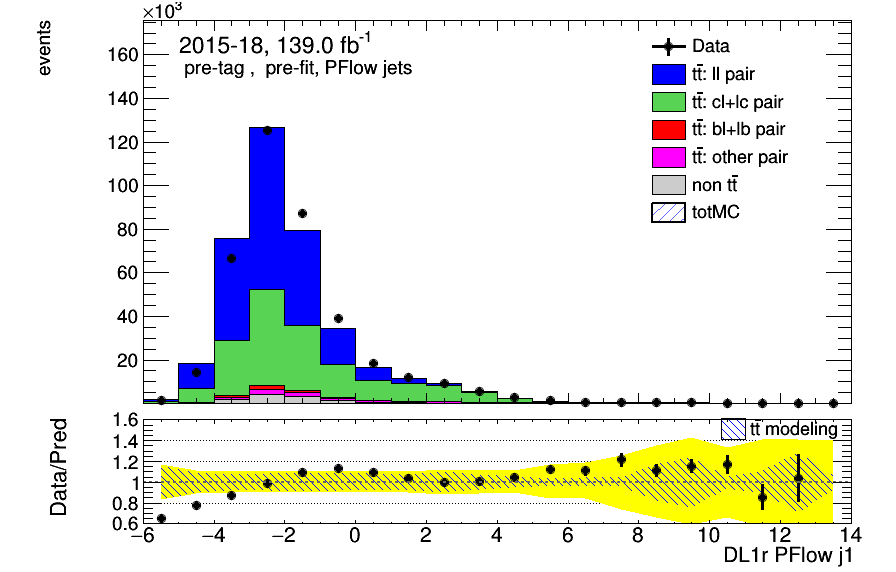 ×10³
events
2015-18, 139.0 fb⁻¹
pre-tag , pre-fit, PFlow jets
Data
tt̄: ll pair
tt̄: cl+lc pair
tt̄: bl+lb pair
tt̄: other pair
non tt̄
totMC
160
140
120
100
80
60
40
20
Data/Pred
tt̄ modeling
1.6
1.4
1.2
1
0.8
0.6
−6 −4 −2 0 2 4 6 8 10 12 14
DL1r PFlow j1